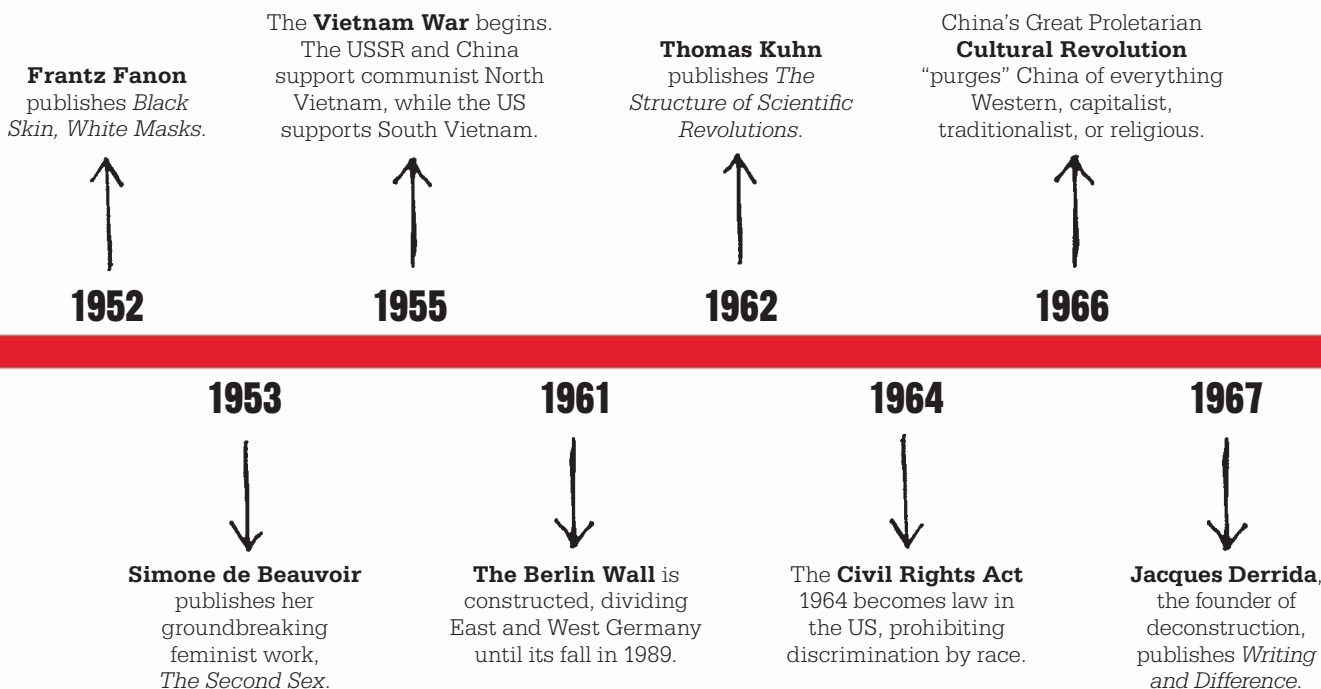 Frantz Fanon
publishes Black
Skin, White Masks.
The Vietnam War begins.
The USSR and China
support communist North
Vietnam, while the US
supports South Vietnam.
Thomas Kuhn
publishes The
Structure of Scientific
Revolutions.
China’s Great Proletarian
Cultural Revolution
“purges” China of everything
Western, capitalist,
traditionalist, or religious.
1952
1955
1962
1966
1953
1961
1964
1967
Simone de Beauvoir
publishes her
groundbreaking
feminist work,
The Second Sex.
The Berlin Wall is
constructed, dividing
East and West Germany
until its fall in 1989.
The Civil Rights Act
1964 becomes law in
the US, prohibiting
discrimination by race.
Jacques Derrida,
the founder of
deconstruction,
publishes Writing
and Difference.